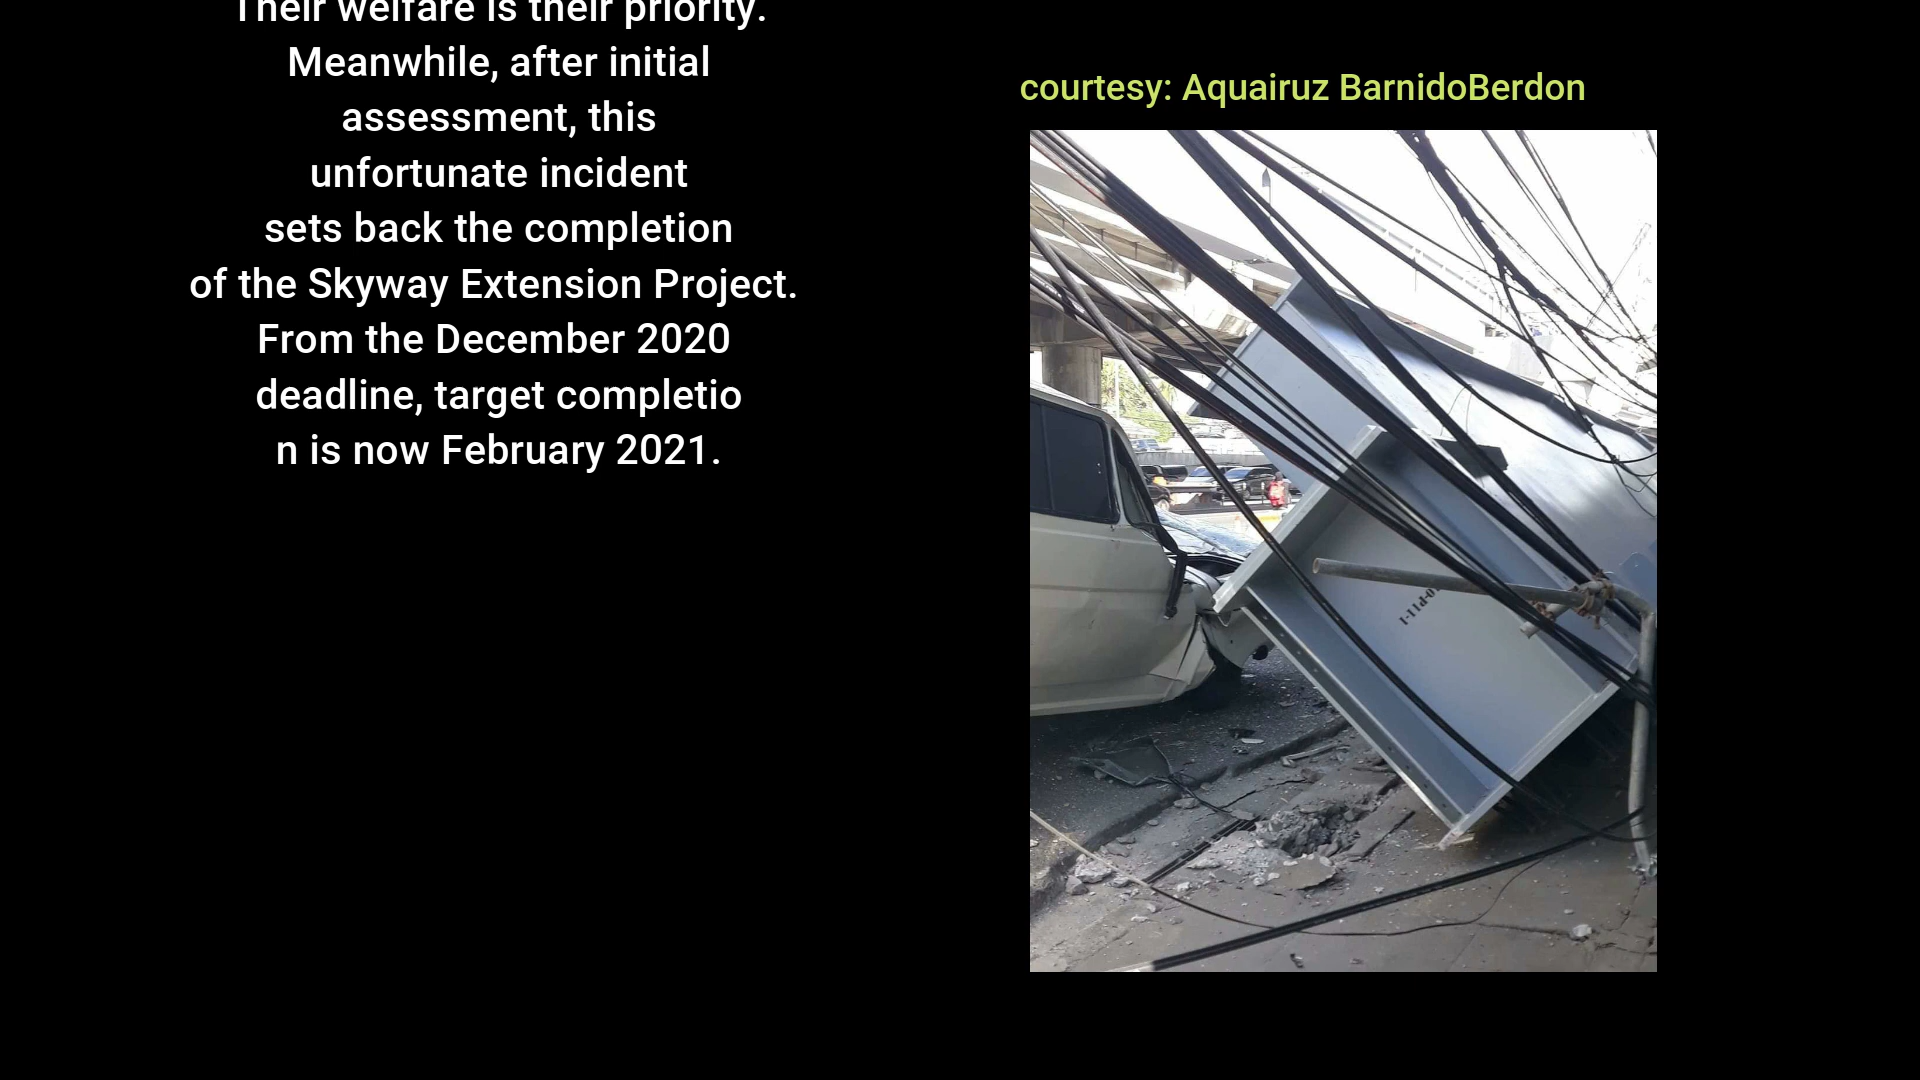 Their welfare is their priority.
Meanwhile, after initial
assessment, this
unfortunate incident
sets back the completion
of the Skyway Extension Project.
From the December 2020
deadline, target completio
n is now February 2021.
courtesy: Aquairuz BarnidoBerdon